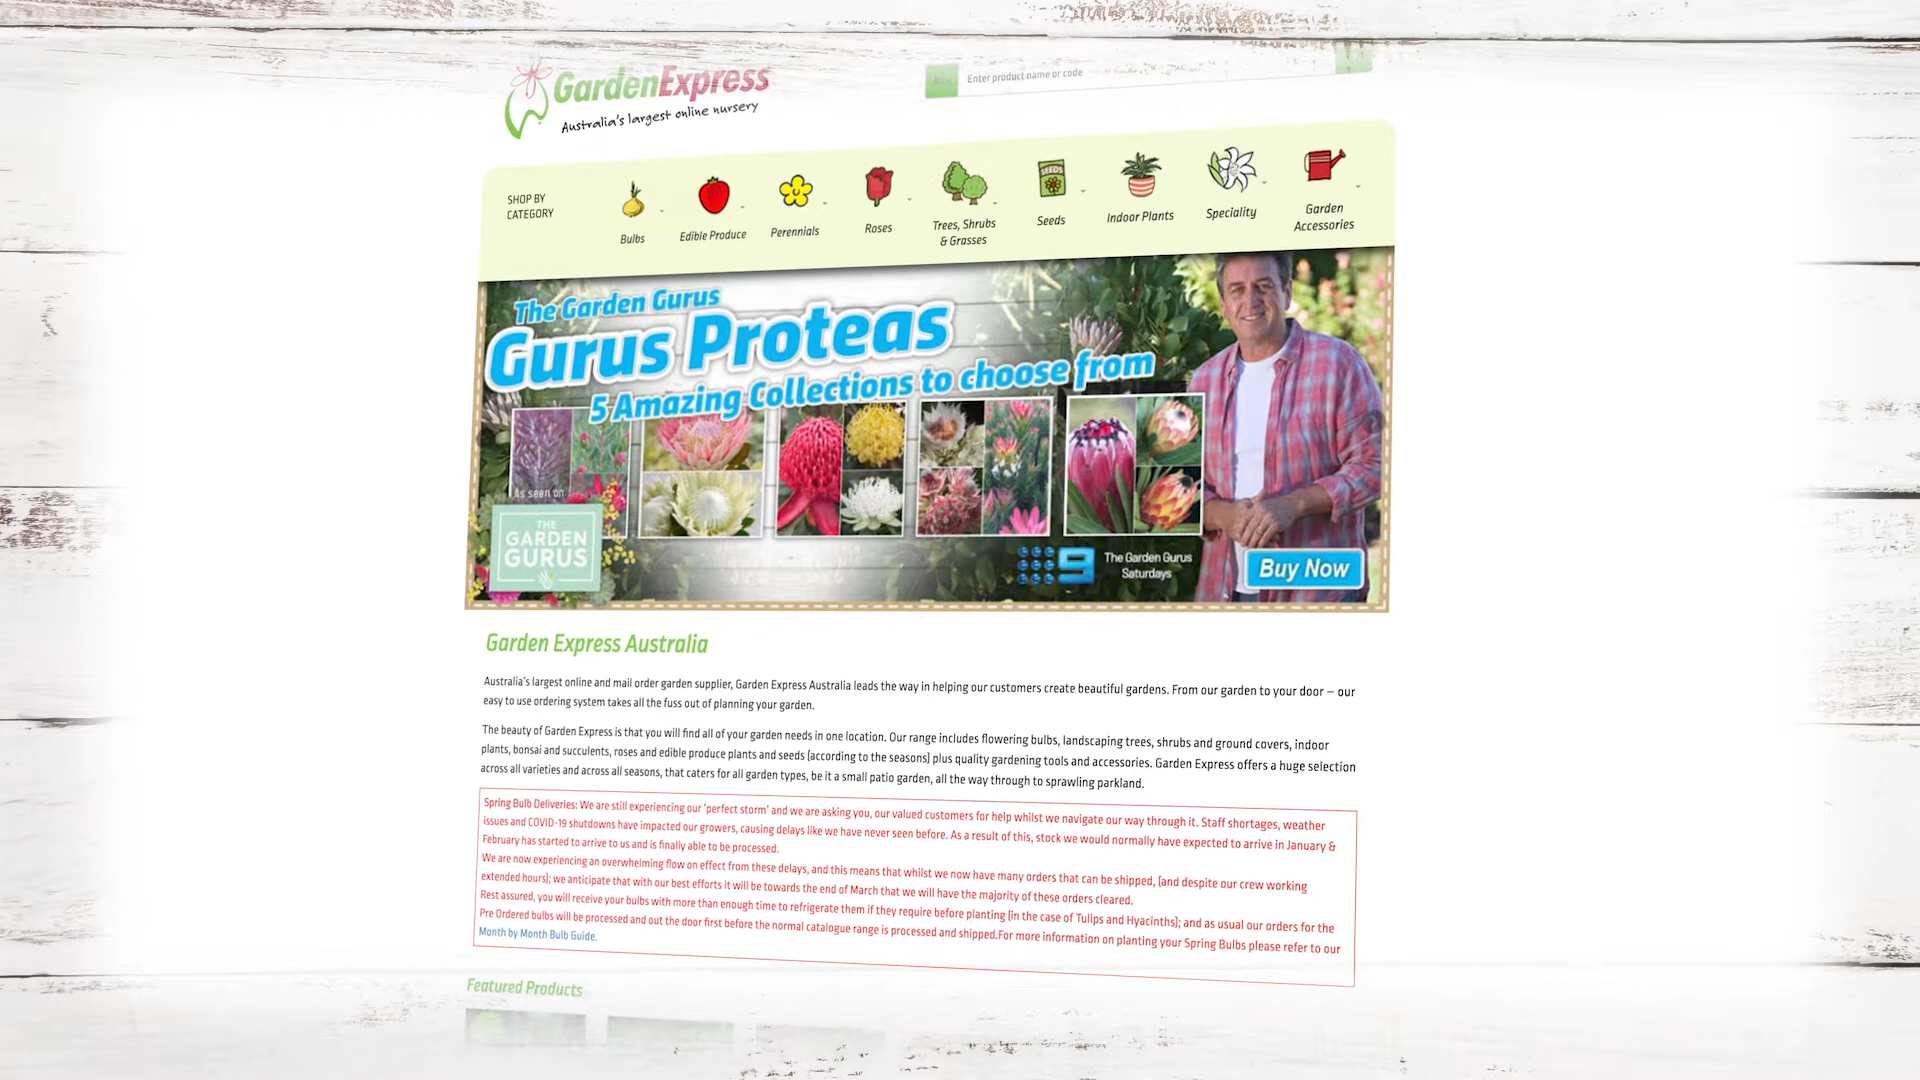 GardenExpress
Australia's largest online nursery
Enter product name or code
SHOP BY
CATEGORY
Bulbs
Edible Produce
Perennials
Roses
Trees, Shrubs
& Grasses
SEEDS
Seeds
Indoor Plants
Speciality
Garden
Accessories
The Garden Gurus
Gurus Proteas
5 Amazing Collections to choose from
As seen on
THE
GARDEN
GURUS
9
The Garden Gurus
Saturdays
Buy Now
Garden Express Australia
Australia's largest online and mail order garden supplier, Garden Express Australia leads the way in helping our customers create beautiful gardens. From our garden to your door – our
easy to use ordering system takes all the fuss out of planning your garden.
The beauty of Garden Express is that you will find all of your garden needs in one location. Our range includes flowering bulbs, landscaping trees, shrubs and ground covers, indoor
plants, bonsai and succulents, roses and edible produce plants and seeds (according to the seasons) plus quality gardening tools and accessories. Garden Express offers a huge selection
across all varieties and across all seasons, that caters for all garden types, be it a small patio garden, all the way through to sprawling parkland.
Spring Bulb Deliveries: We are still experiencing our 'perfect storm' and we are asking you, our valued customers for help whilst we navigate our way through it. Staff shortages, weather
issues and COVID-19 shutdowns have impacted our growers, causing delays like we have never seen before. As a result of this, stock we would normally have expected to arrive in January &
February has started to arrive to us and is finally able to be processed.
We are now experiencing an overwhelming flow on effect from these delays, and this means that whilst we now have many orders that can be shipped, (and despite our crew working
extended hours); we anticipate that with our best efforts it will be towards the end of March that we will have the majority of these orders cleared.
Rest assured, you will receive your bulbs with more than enough time to refrigerate them if they require before planting (in the case of Tulips and Hyacinths); and as usual our orders for the
Pre Ordered bulbs will be processed and out the door first before the normal catalogue range is processed and shipped.For more information on planting your Spring Bulbs please refer to our
Month by Month Bulb Guide.
Featured Products